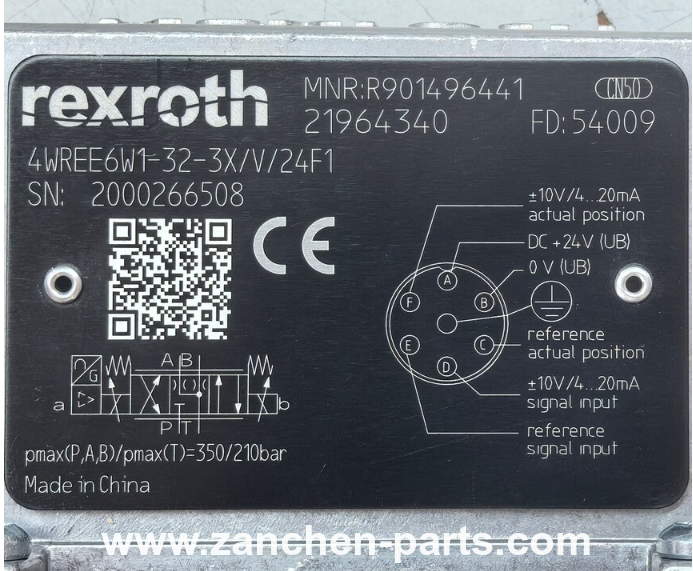 rexroth
MNR:R901496441 CN50
21964340 FD:54009
4WREE6W1-32-3X/V/24F1
SN: 2000266508
CE
±10V/4...20mA
actual position
DC +24V (UB)
0 V (UB)
A
F B
E C
D
reference
actual position
±10V/4...20mA
signal input
reference
signal input
A B
G
a b
T
P T
pmax(P,A,B)/pmax(T)=350/210bar
Made in China
www.zanchen-parts.com